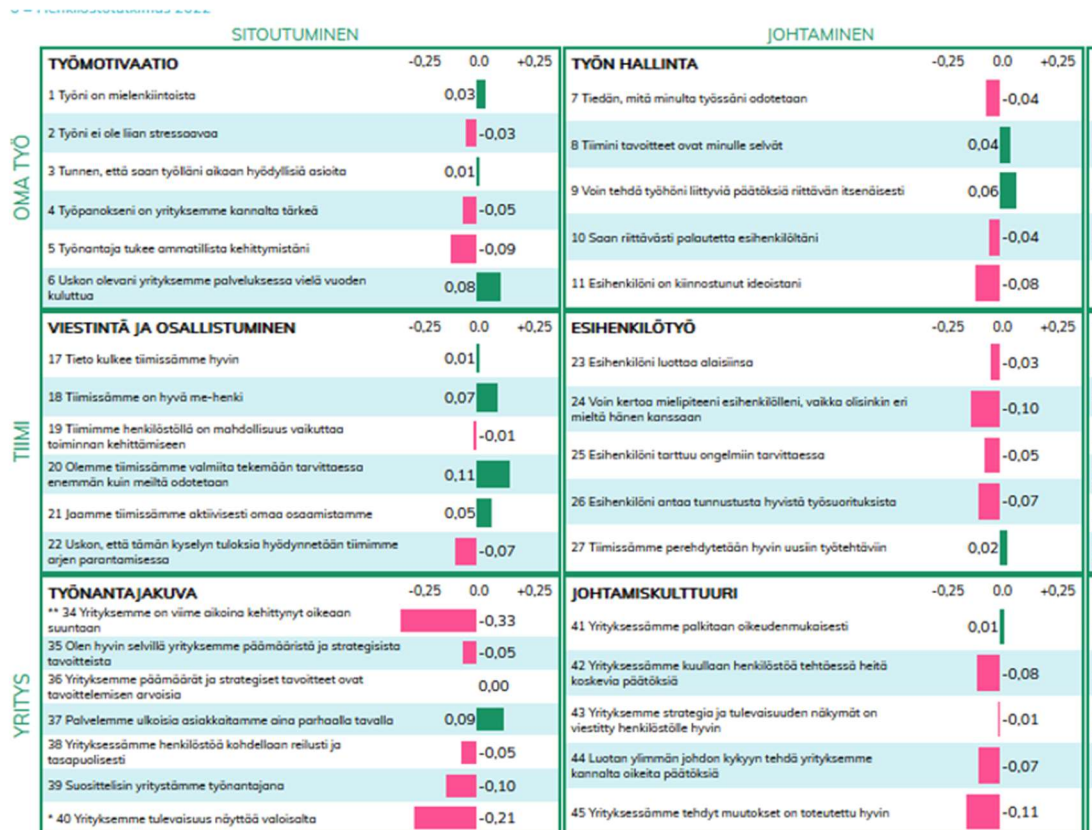 0 = Henkilöstötutkimus 2022
SITOUTUMINEN
JOHTAMINEN
OMA TYÖ
TYÖMOTIVAATIO -0,25 0.0 +0,25
1 Työni on mielenkiintoista 0,03
2 Työni ei ole liian stressaavaa -0,03
3 Tunnen, että saan työlläni aikaan hyödyllisiä asioita 0,01
4 Työpanokseni on yrityksemme kannalta tärkeä -0,05
5 Työnantaja tukee ammatillista kehittymistäni -0,09
6 Uskon olevani yrityksemme palveluksessa vielä vuoden
kuluttua 0,08
TYÖN HALLINTA -0,25 0.0 +0,25
7 Tiedän, mitä minulta työssäni odotetaan -0,04
8 Tiimini tavoitteet ovat minulle selvät 0,04
9 Voin tehdä työhöni liittyviä päätöksiä riittävän itsenäisesti 0,06
10 Saan riittävästi palautetta esihenkilöltäni -0,04
11 Esihenkilöni on kiinnostunut ideoistani -0,08
TIIMI
VIESTINTÄ JA OSALLISTUMINEN -0,25 0.0 +0,25
17 Tieto kulkee tiimissämme hyvin 0,01
18 Tiimissämme on hyvä me-henki 0,07
19 Tiimimme henkilöstöllä on mahdollisuus vaikuttaa
toiminnan kehittämiseen -0,01
20 Olemme tiimissämme valmiita tekemään tarvittaessa
enemmän kuin meiltä odotetaan 0,11
21 Jaamme tiimissämme aktiivisesti omaa osaamistamme 0,05
22 Uskon, että tämän kyselyn tuloksia hyödynnetään tiimimme
arjen parantamisessa -0,07
ESIHENKILÖTYÖ -0,25 0.0 +0,25
23 Esihenkilöni luottaa alaisiinsa -0,03
24 Voin kertoa mielipiteeni esihenkilölleni, vaikka olisinkin eri
mieltä hänen kanssaan -0,10
25 Esihenkilöni tarttuu ongelmiin tarvittaessa -0,05
26 Esihenkilöni antaa tunnustusta hyvistä työsuorituksista -0,07
27 Tiimissämme perehdytetään hyvin uusiin työtehtäviin 0,02
YRITYS
TYÖNANTAJAKUVA -0,25 0.0 +0,25
** 34 Yrityksemme on viime aikoina kehittynyt oikeaan
suuntaan -0,33
35 Olen hyvin selvillä yrityksemme päämääristä ja strategisista
tavoitteista -0,05
36 Yrityksemme päämäärät ja strategiset tavoitteet ovat
tavoittelemisen arvoisia 0,00
37 Palvelemme ulkoisia asiakkaitamme aina parhaalla tavalla 0,09
38 Yrityksessämme henkilöstöä kohdellaan reilusti ja
tasapuolisesti -0,05
39 Suosittelisin yritystämme työnantajana -0,10
* 40 Yrityksemme tulevaisuus näyttää valoisalta -0,21
JOHTAMISKULTTUURI -0,25 0.0 +0,25
41 Yrityksessämme palkitaan oikeudenmukaisesti 0,01
42 Yrityksessämme kuullaan henkilöstöä tehtäessä heitä
koskevia päätöksiä -0,08
43 Yrityksemme strategia ja tulevaisuuden näkymät on
viestitty henkilöstölle hyvin -0,01
44 Luotan ylimmän johdon kykyyn tehdä yrityksemme
kannalta oikeita päätöksiä -0,07
45 Yrityksessämme tehdyt muutokset on toteutettu hyvin -0,11